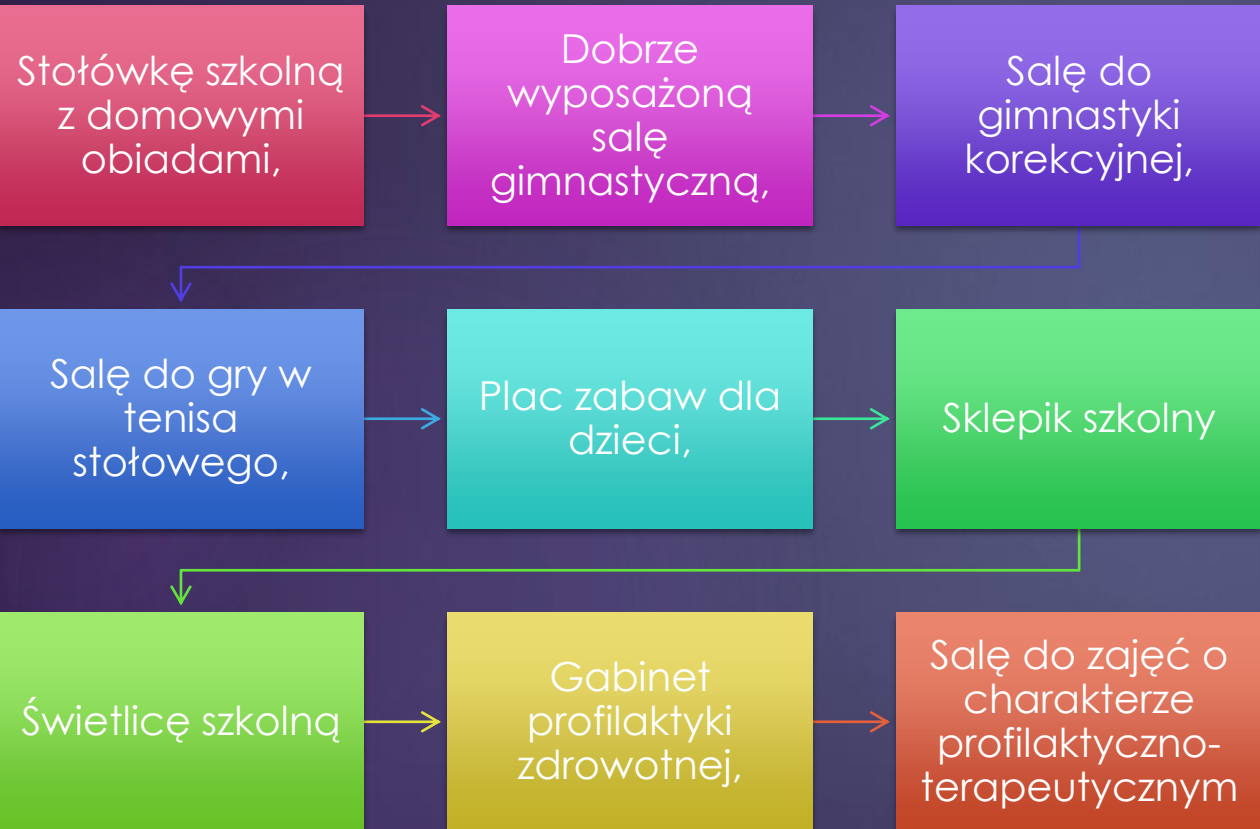 Stołówkę szkolną
z domowymi
obiadami,
Dobrze
wyposażoną
salę
gimnastyczną,
Salę do
gimnastyki
korekcyjnej,
Salę do gry w
tenisa
stołowego,
Plac zabaw dla
dzieci,
Sklepik szkolny
Świetlicę szkolną
Gabinet
profilaktyki
zdrowotnej,
Salę do zajęć o
charakterze
profilaktyczno-
terapeutycznym